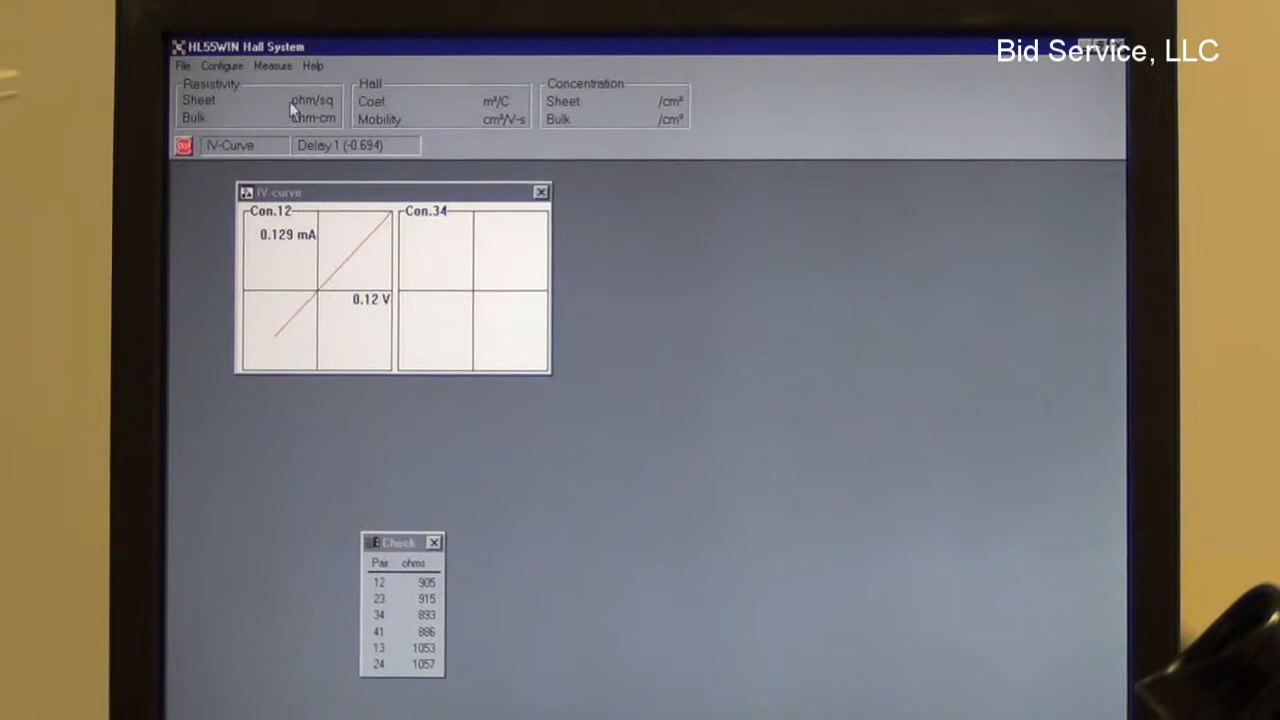 Bid Service, LLC
HL55WIN Hall System
File Configure Measure Help
Resistivity Hall Concentration
Sheet ohm/sq Coef m³/C Sheet /cm²
Bulk ohm-cm Mobility cm²/V-s Bulk /cm³
STOP IV-Curve Delay 1 (-0.694)
IV-curve
Con.12 Con.34
0.129 mA
0.12 V
Check
Pair ohms
12 905
23 915
34 893
41 886
13 1053
24 1057